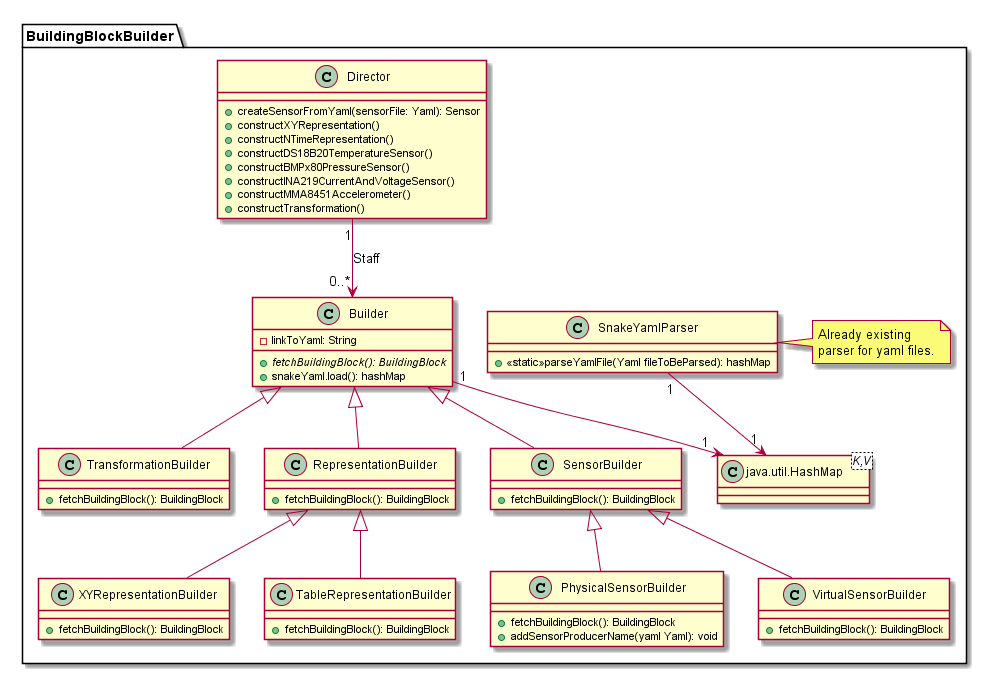 BuildingBlockBuilder
C Director
createSensorFromYaml(sensorFile: Yaml): Sensor
constructXYRepresentation()
constructNTimeRepresentation()
constructDS18B20TemperatureSensor()
constructBMPx80PressureSensor()
constructINA219CurrentAndVoltageSensor()
constructMMA8451Accelerometer()
constructTransformation()
1
Staff
0..*
C Builder
linkToYaml: String
fetchBuildingBlock(): BuildingBlock
snakeYaml.load(): hashMap
C SnakeYamlParser
«static»parseYamlFile(Yaml fileToBeParsed): hashMap
Already existing
parser for yaml files.
1
1
1
1
C TransformationBuilder
fetchBuildingBlock(): BuildingBlock
C RepresentationBuilder
fetchBuildingBlock(): BuildingBlock
C SensorBuilder
fetchBuildingBlock(): BuildingBlock
C java.util.HashMap
K,V
C XYRepresentationBuilder
fetchBuildingBlock(): BuildingBlock
C TableRepresentationBuilder
fetchBuildingBlock(): BuildingBlock
C PhysicalSensorBuilder
fetchBuildingBlock(): BuildingBlock
addSensorProducerName(yaml Yaml): void
C VirtualSensorBuilder
fetchBuildingBlock(): BuildingBlock